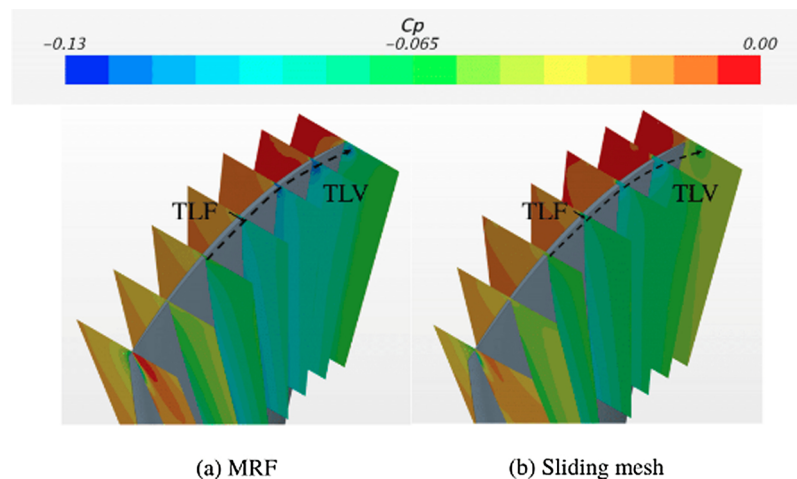 Cp
−0.13 −0.065 0.00
TLF TLV TLF TLV
(a) MRF (b) Sliding mesh